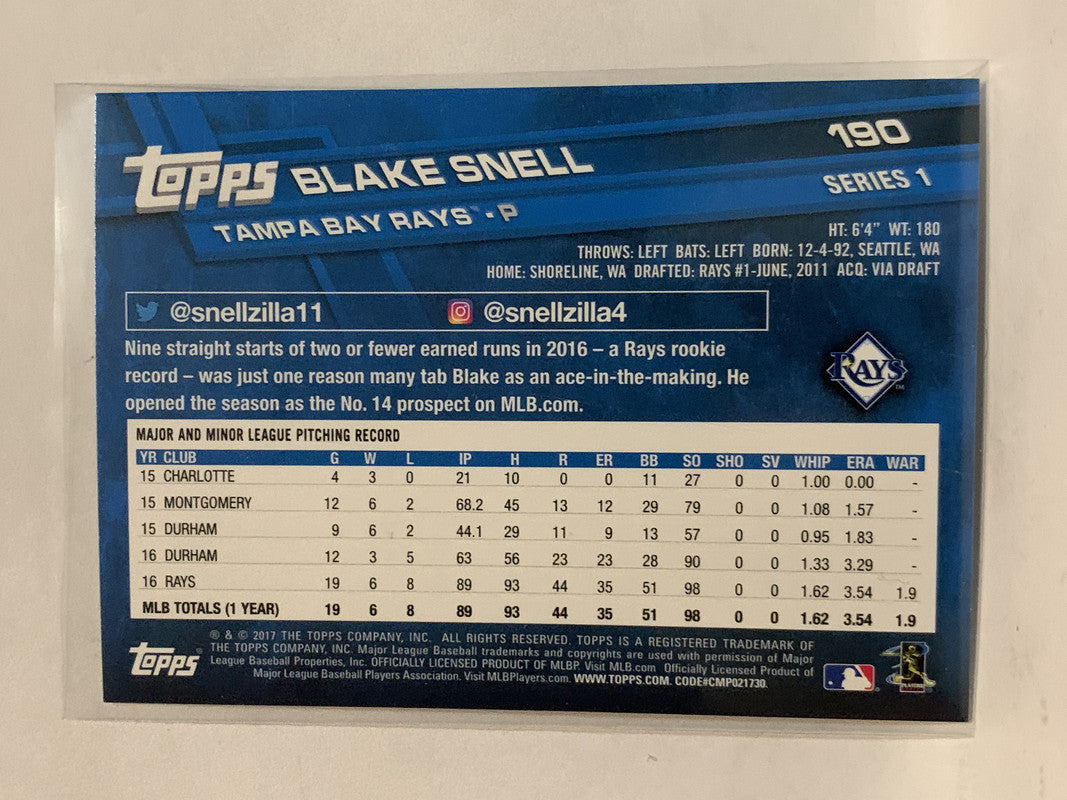 TOPPS BLAKE SNELL 190
TAMPA BAY RAYS™ • P SERIES 1
HT: 6'4" WT: 180
THROWS: LEFT BATS: LEFT BORN: 12-4-92, SEATTLE, WA
HOME: SHORELINE, WA DRAFTED: RAYS #1-JUNE, 2011 ACQ: VIA DRAFT
@snellzilla11 @snellzilla4
Nine straight starts of two or fewer earned runs in 2016 – a Rays rookie
record – was just one reason many tab Blake as an ace-in-the-making. He
opened the season as the No. 14 prospect on MLB.com.
RAYS™
MAJOR AND MINOR LEAGUE PITCHING RECORD
YR CLUB G W L IP H R ER BB SO SHO SV WHIP ERA WAR
15 CHARLOTTE 4 3 0 21 10 0 0 11 27 0 0 1.00 0.00 -
15 MONTGOMERY 12 6 2 68.2 45 13 12 29 79 0 0 1.08 1.57 -
15 DURHAM 9 6 2 44.1 29 11 9 13 57 0 0 0.95 1.83 -
16 DURHAM 12 3 5 63 56 23 23 28 90 0 0 1.33 3.29 -
16 RAYS 19 6 8 89 93 44 35 51 98 0 0 1.62 3.54 1.9
MLB TOTALS (1 YEAR) 19 6 8 89 93 44 35 51 98 0 0 1.62 3.54 1.9
TOPPS
® & © 2017 THE TOPPS COMPANY, INC. ALL RIGHTS RESERVED. TOPPS IS A REGISTERED TRADEMARK OF
THE TOPPS COMPANY, INC. Major League Baseball trademarks and copyrights are used with permission of Major
League Baseball Properties, Inc. OFFICIALLY LICENSED PRODUCT OF MLBP. Visit MLB.com Officially Licensed Product of
Major League Baseball Players Association. Visit MLBPlayers.com. WWW.TOPPS.COM. CODE#CMP021730.
PLAYERS